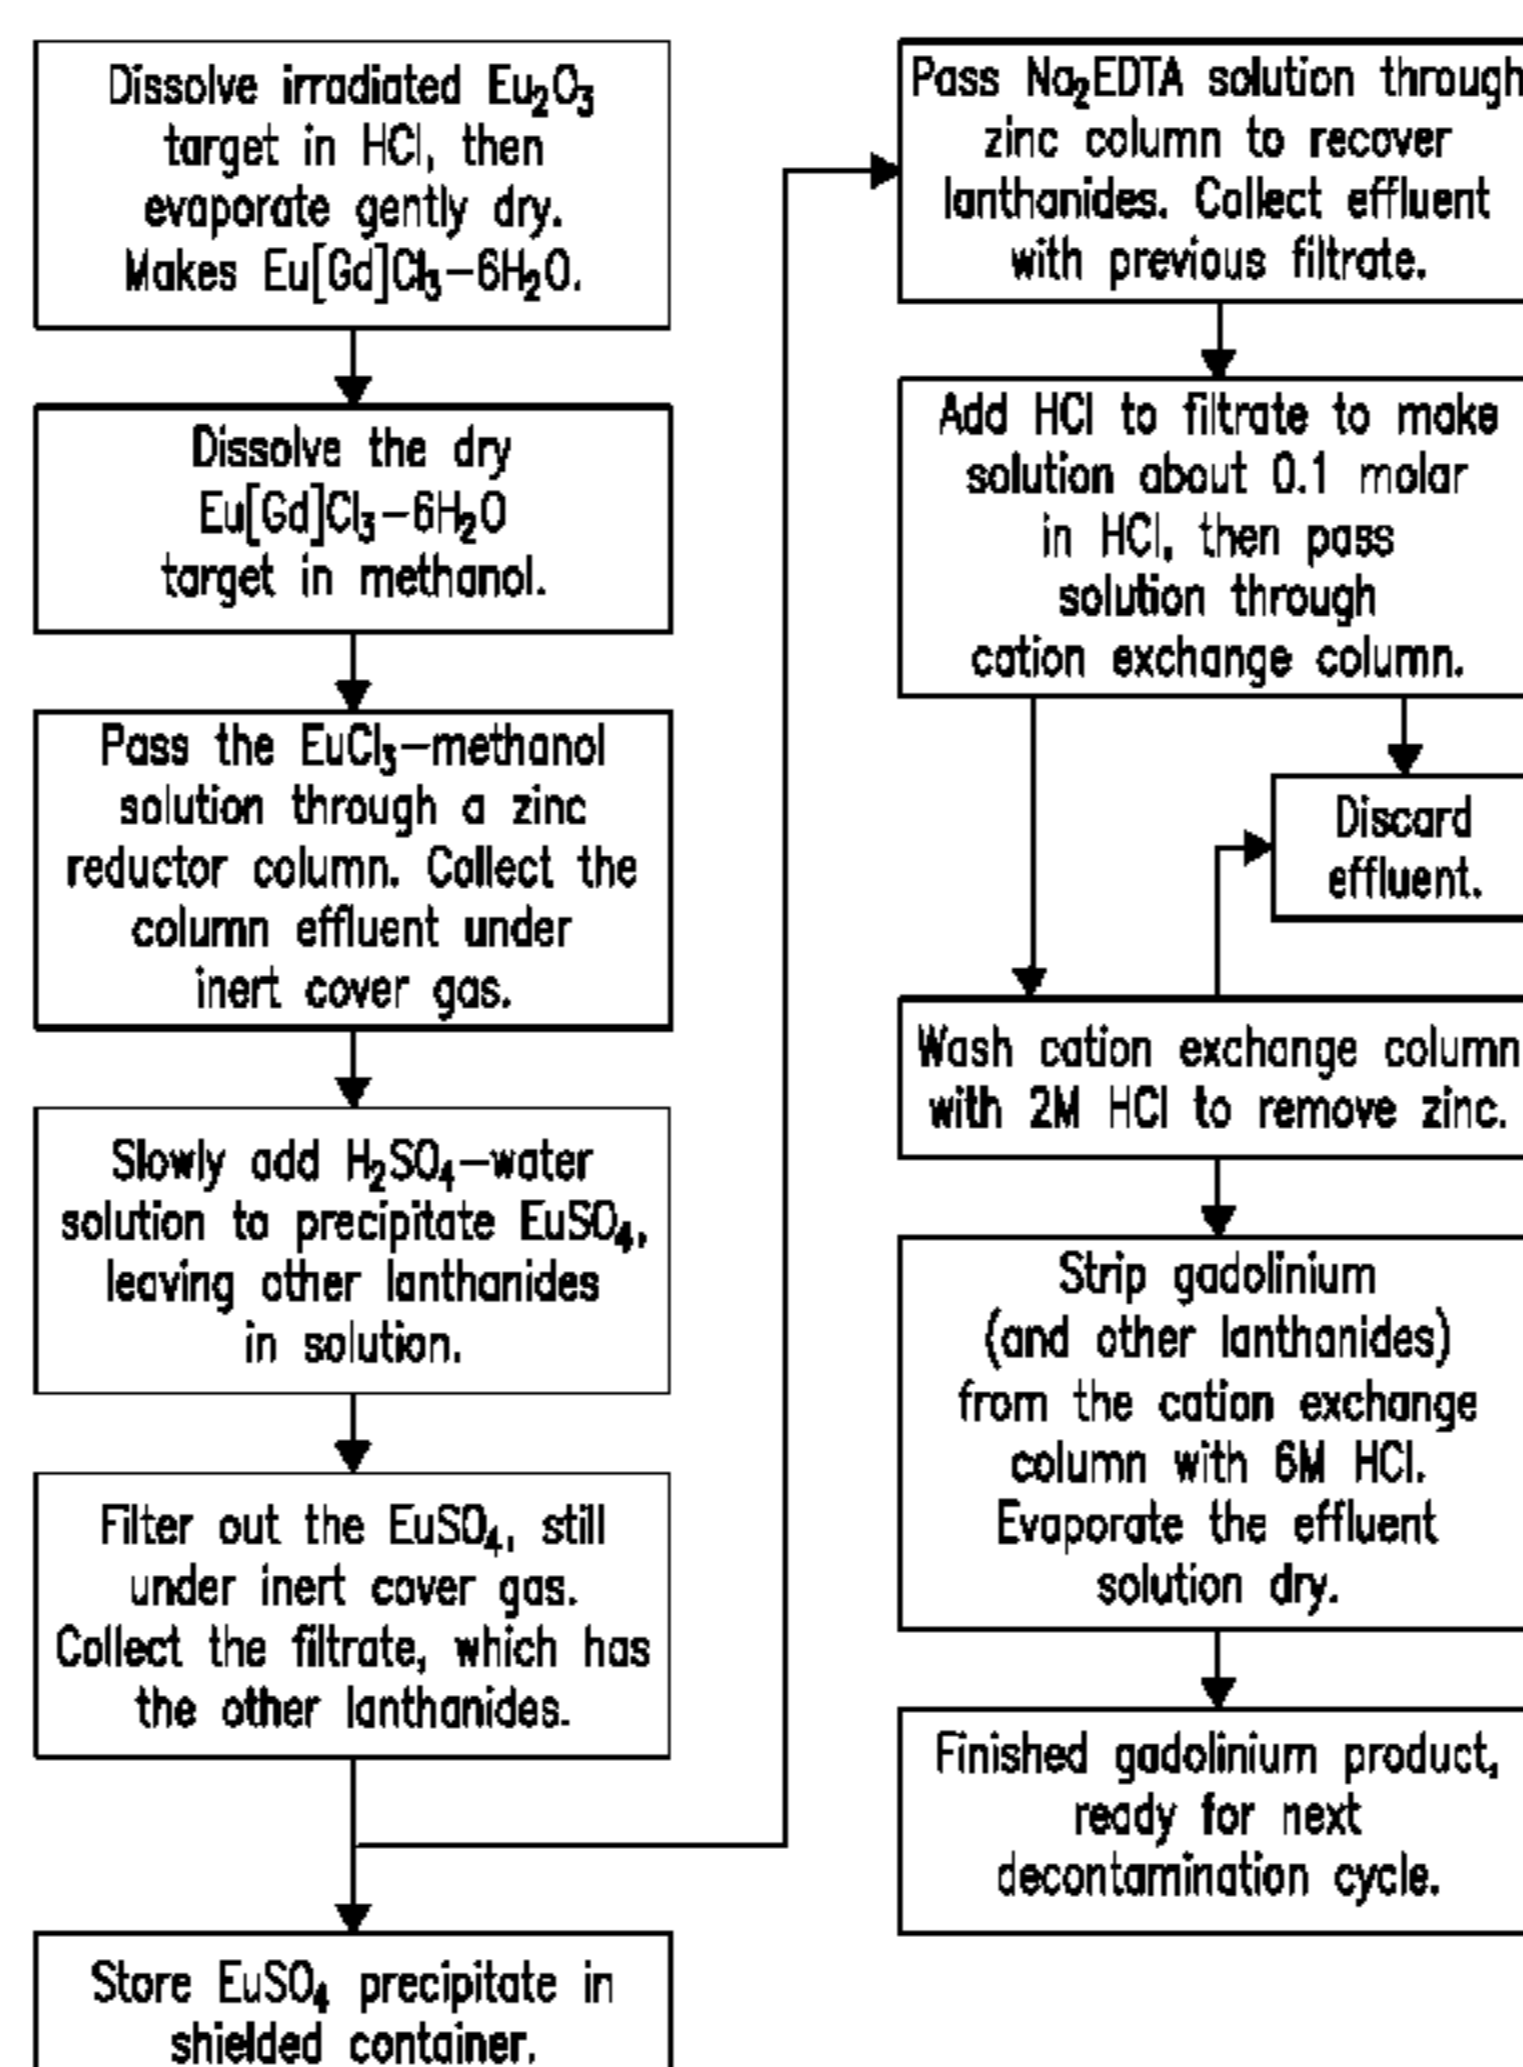 Dissolve irradiated Eu₂O₃
target in HCl, then
evaporate gently dry.
Makes Eu[Gd]Cl₃–6H₂O.
Dissolve the dry
Eu[Gd]Cl₃–6H₂O
target in methanol.
Pass the EuCl₃–methanol
solution through a zinc
reductor column. Collect the
column effluent under
inert cover gas.
Slowly add H₂SO₄–water
solution to precipitate EuSO₄,
leaving other lanthanides
in solution.
Filter out the EuSO₄, still
under inert cover gas.
Collect the filtrate, which has
the other lanthanides.
Store EuSO₄ precipitate in
shielded container.
Pass Na₂EDTA solution through
zinc column to recover
lanthanides. Collect effluent
with previous filtrate.
Add HCl to filtrate to make
solution about 0.1 molar
in HCl, then pass
solution through
cation exchange column.
Discard
effluent.
Wash cation exchange column
with 2M HCl to remove zinc.
Strip gadolinium
(and other lanthanides)
from the cation exchange
column with 6M HCl.
Evaporate the effluent
solution dry.
Finished gadolinium product,
ready for next
decontamination cycle.